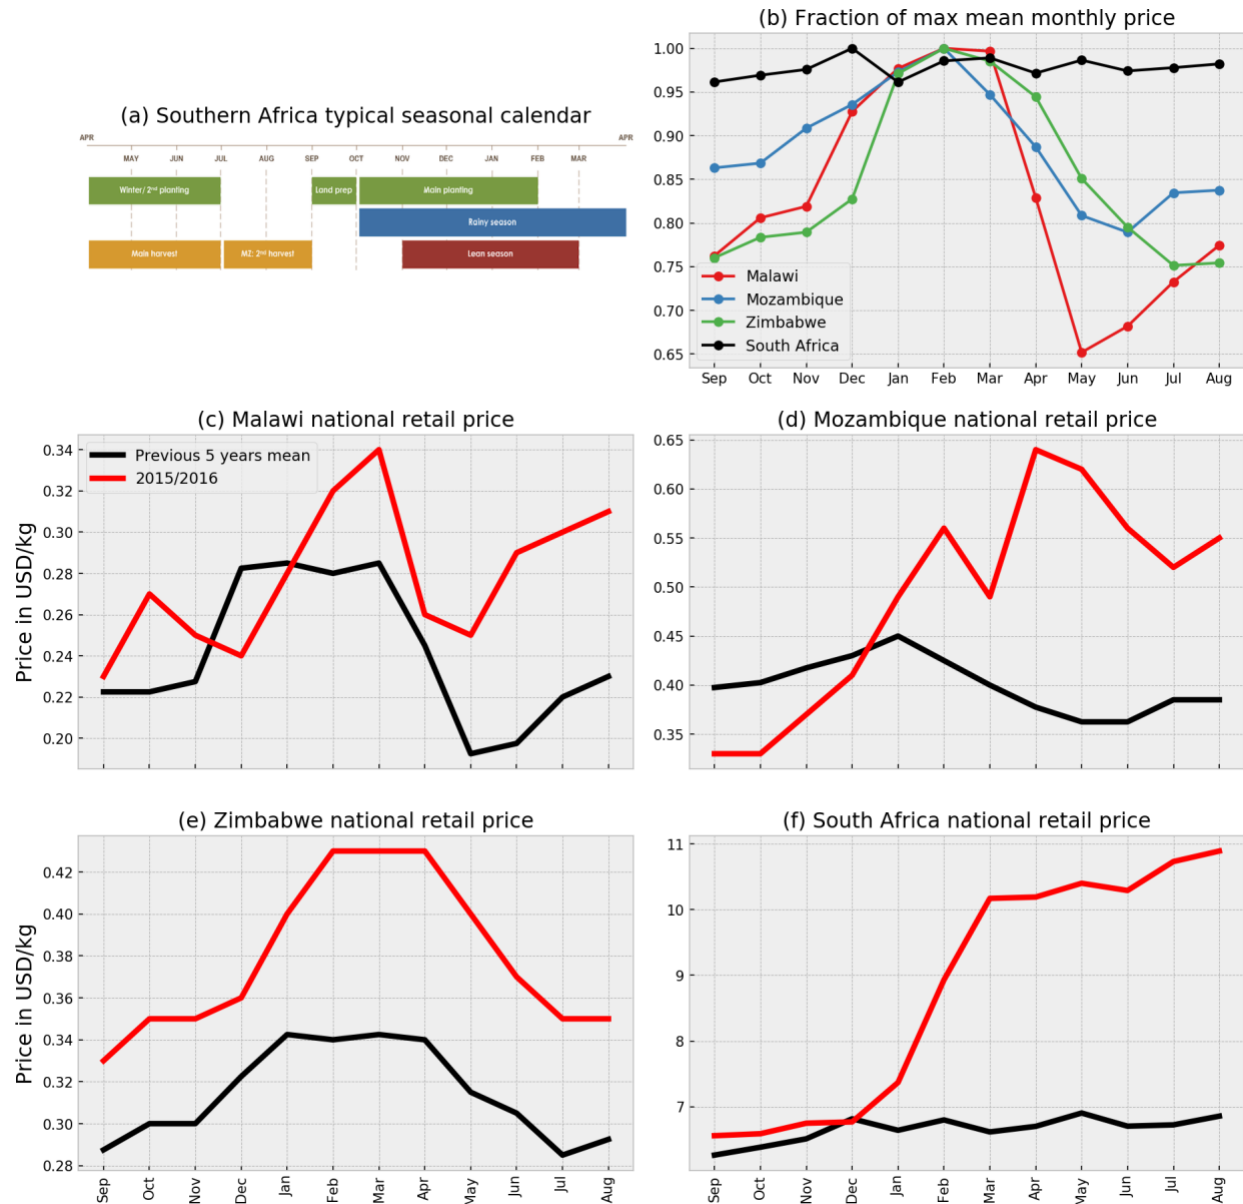 (a) Southern Africa typical seasonal calendar
APR APR
MAY JUN JUL AUG SEP OCT NOV DEC JAN FEB MAR
Winter/ 2nd planting Land prep Main planting
Rainy season
Main harvest MZ: 2nd harvest Lean season
(b) Fraction of max mean monthly price
1.00
0.95
0.90
0.85
0.80
0.75
0.70
0.65
Malawi
Mozambique
Zimbabwe
South Africa
Sep Oct Nov Dec Jan Feb Mar Apr May Jun Jul Aug
(c) Malawi national retail price
Previous 5 years mean
2015/2016
Price in USD/kg
0.34
0.32
0.30
0.28
0.26
0.24
0.22
0.20
(d) Mozambique national retail price
0.65
0.60
0.55
0.50
0.45
0.40
0.35
(e) Zimbabwe national retail price
Price in USD/kg
0.42
0.40
0.38
0.36
0.34
0.32
0.30
0.28
Sep Oct Nov Dec Jan Feb Mar Apr May Jun Jul Aug
(f) South Africa national retail price
11
10
9
8
7
Sep Oct Nov Dec Jan Feb Mar Apr May Jun Jul Aug